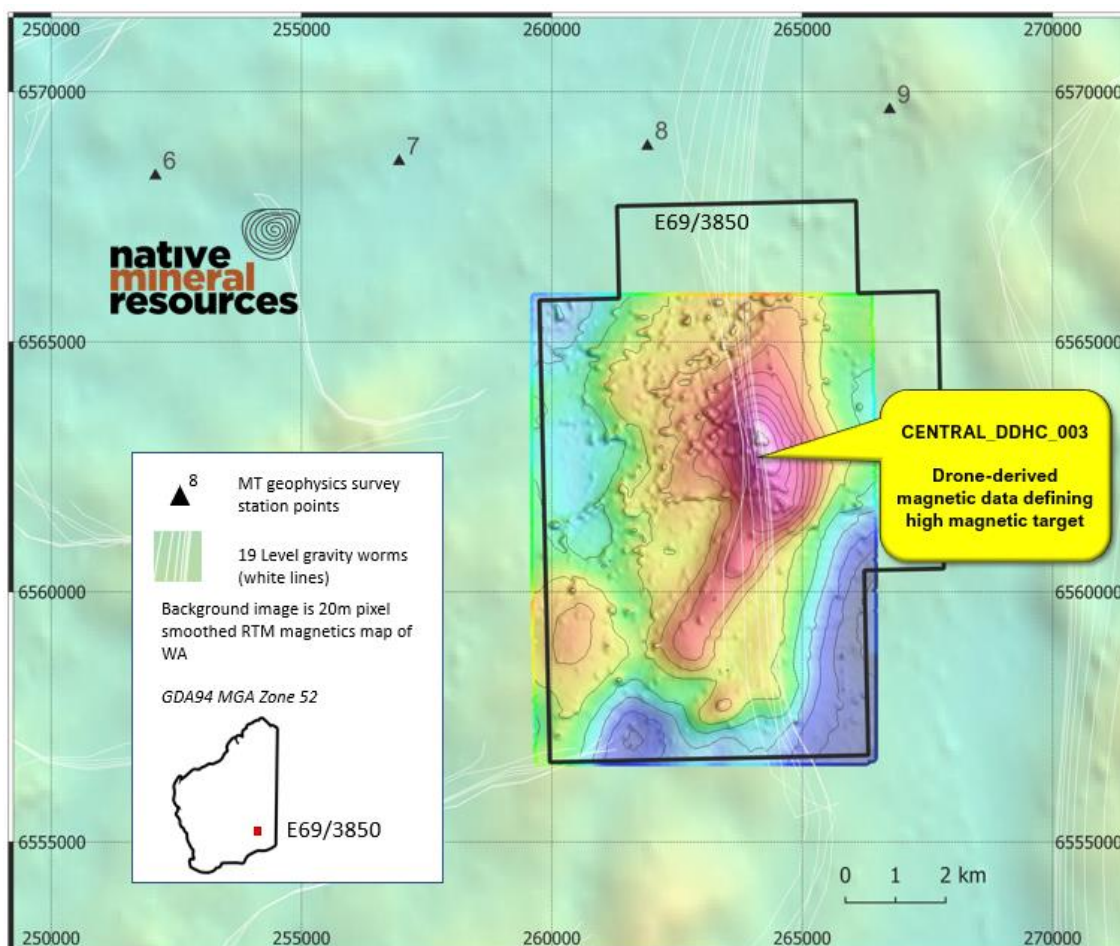 250000
255000
260000
265000
270000
6570000
6570000
9
8
7
6
E69/3850
native
mineral
resources
6565000
6565000
CENTRAL_DDHC_003
Drone-derived
magnetic data defining
high magnetic target
8
MT geophysics survey
station points
19 Level gravity worms
(white lines)
Background image is 20m pixel
smoothed RTM magnetics map of
WA
GDA94 MGA Zone 52
E69/3850
6560000
6560000
6555000
6555000
0 1 2 km
250000
255000
260000
265000
270000